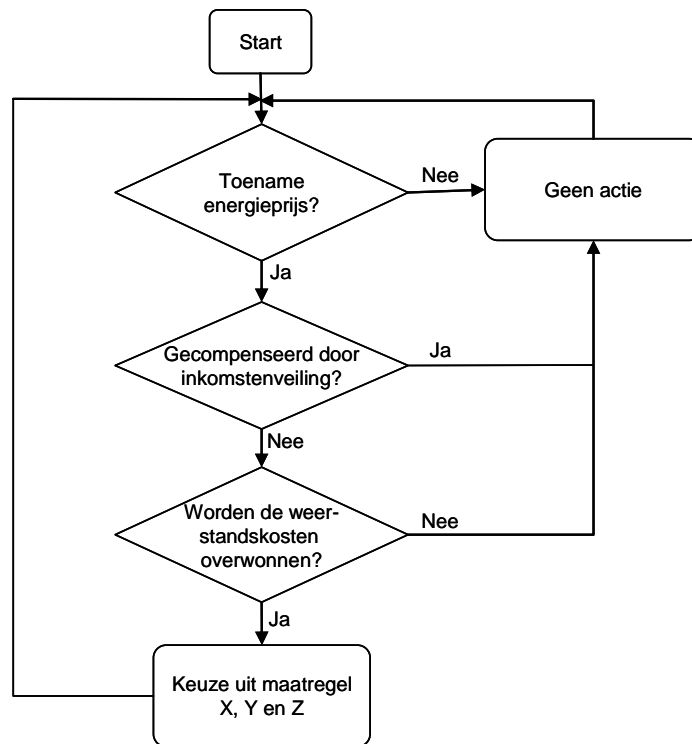 Start
Toename
energieprijs?
Nee
Geen actie
Ja
Gecompenseerd door
inkomstenveiling?
Ja
Nee
Worden de weer-
standskosten
overwonnen?
Nee
Ja
Keuze uit maatregel
X, Y en Z